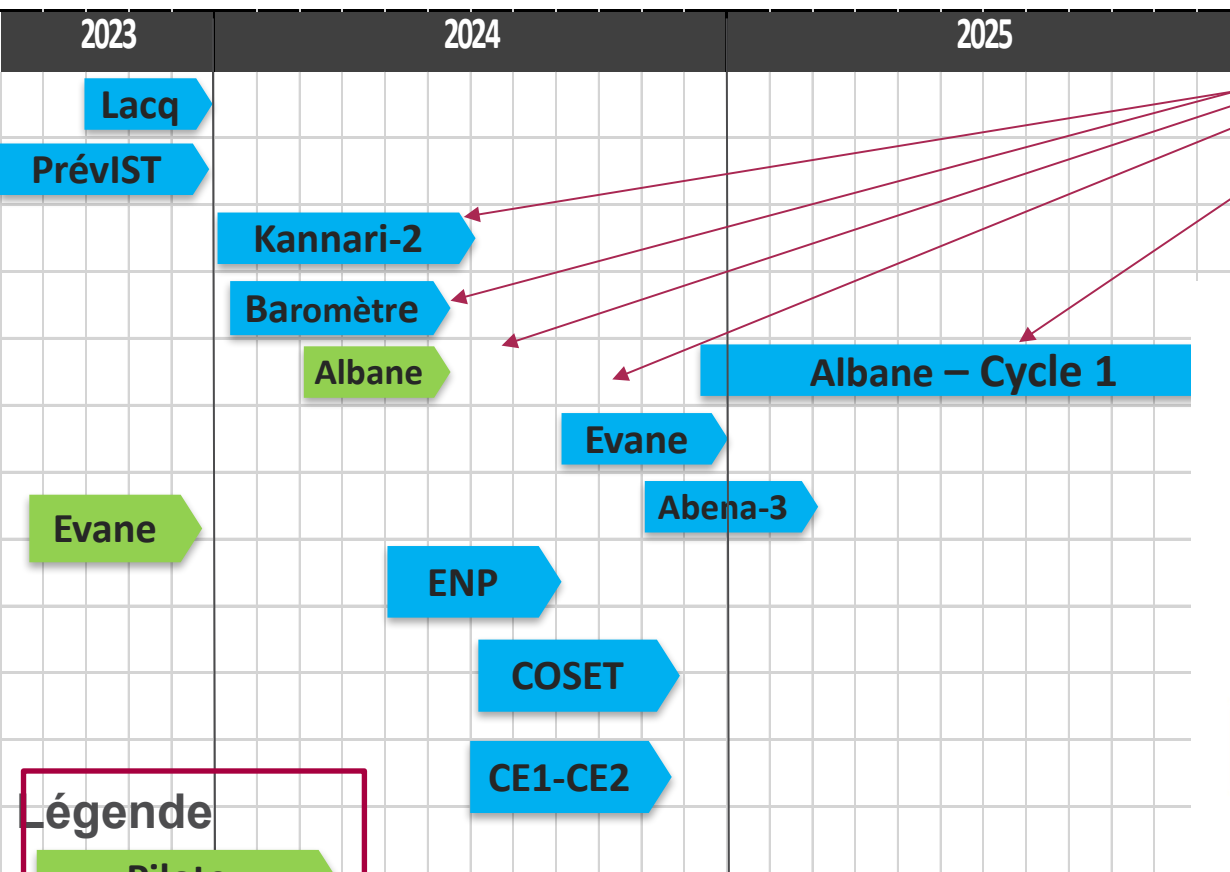 2023 2024 2025
Lacq
PrévIST
Kannari-2
Baromètre
Albane
Albane – Cycle 1
Evane
Abena-3
Evane
ENP
COSET
CE1-CE2
Légende
Pilote